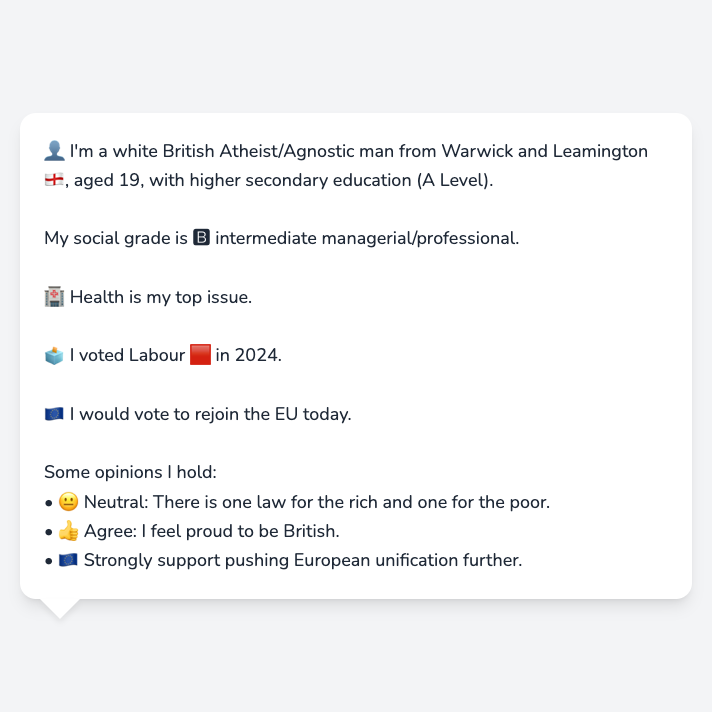 👤 I'm a white British Atheist/Agnostic man from Warwick and Leamington
🏴󠁧󠁢󠁥󠁮󠁧󠁿, aged 19, with higher secondary education (A Level).
My social grade is 🅱 intermediate managerial/professional.
🏥 Health is my top issue.
🗳️ I voted Labour 🟥 in 2024.
🇪🇺 I would vote to rejoin the EU today.
Some opinions I hold:
• 😐 Neutral: There is one law for the rich and one for the poor.
• 👍 Agree: I feel proud to be British.
• 🇪🇺 Strongly support pushing European unification further.